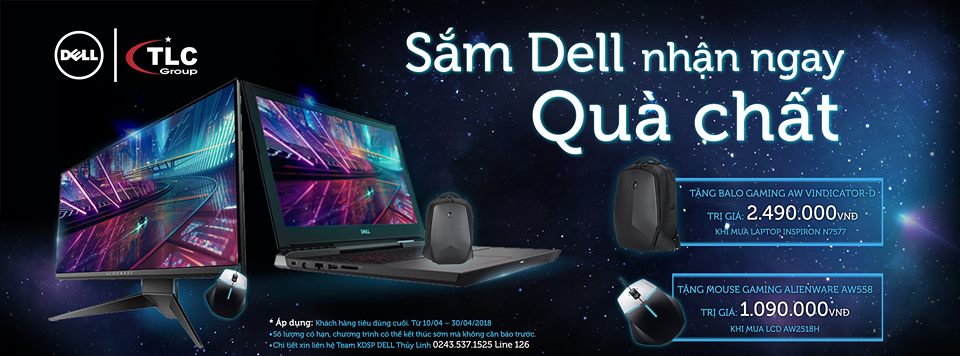 DELL
TLC
Group
Sắm Dell nhận ngay
Quà chất
ALIENWARE
DELL
TẶNG BALO GAMING AW VINDICATOR-D
TRỊ GIÁ: 2.490.000VNĐ
KHI MUA LAPTOP INSPIRON N7577
TẶNG MOUSE GAMING ALIENWARE AW558
TRỊ GIÁ: 1.090.000VNĐ
KHI MUA LCD AW2518H
* Áp dụng: Khách hàng tiêu dùng cuối. Từ 10/04 – 30/04/2018
•Số lượng có hạn, chương trình có thể kết thúc sớm mà không cần báo trước.
•Chi tiết xin liên hệ Team KDSP DELL Thủy Linh 0243.537.1525 Line 126